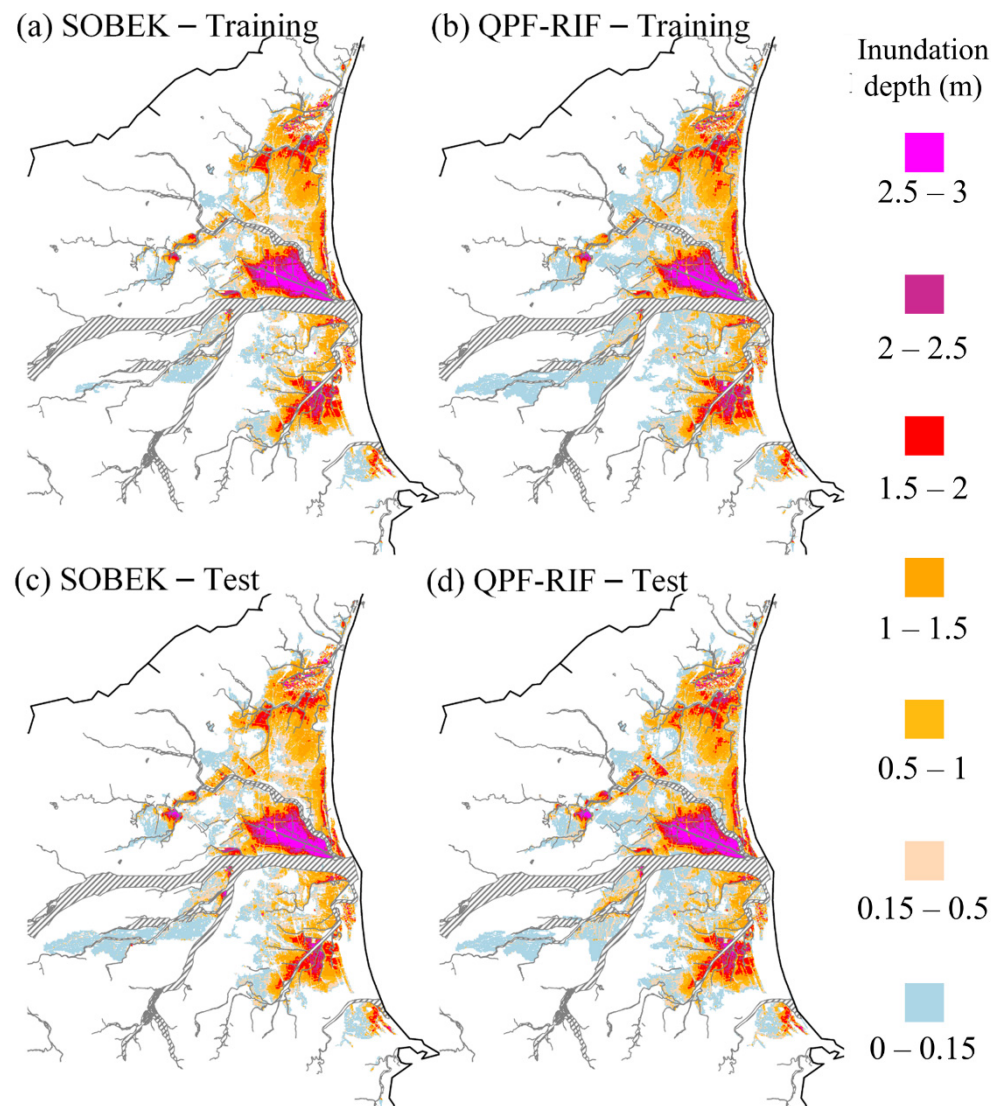 (a) SOBEK – Training
(b) QPF-RIF – Training
Inundation
depth (m)
2.5 – 3
2 – 2.5
1.5 – 2
1 – 1.5
0.5 – 1
0.15 – 0.5
0 – 0.15
(c) SOBEK – Test
(d) QPF-RIF – Test